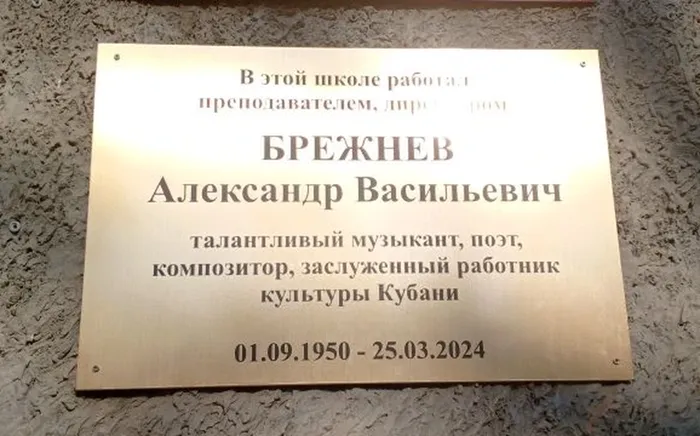 В этой школе работал
преподавателем, директором
БРЕЖНЕВ
Александр Васильевич
талантливый музыкант, поэт,
композитор, заслуженный работник
культуры Кубани
01.09.1950 - 25.03.2024